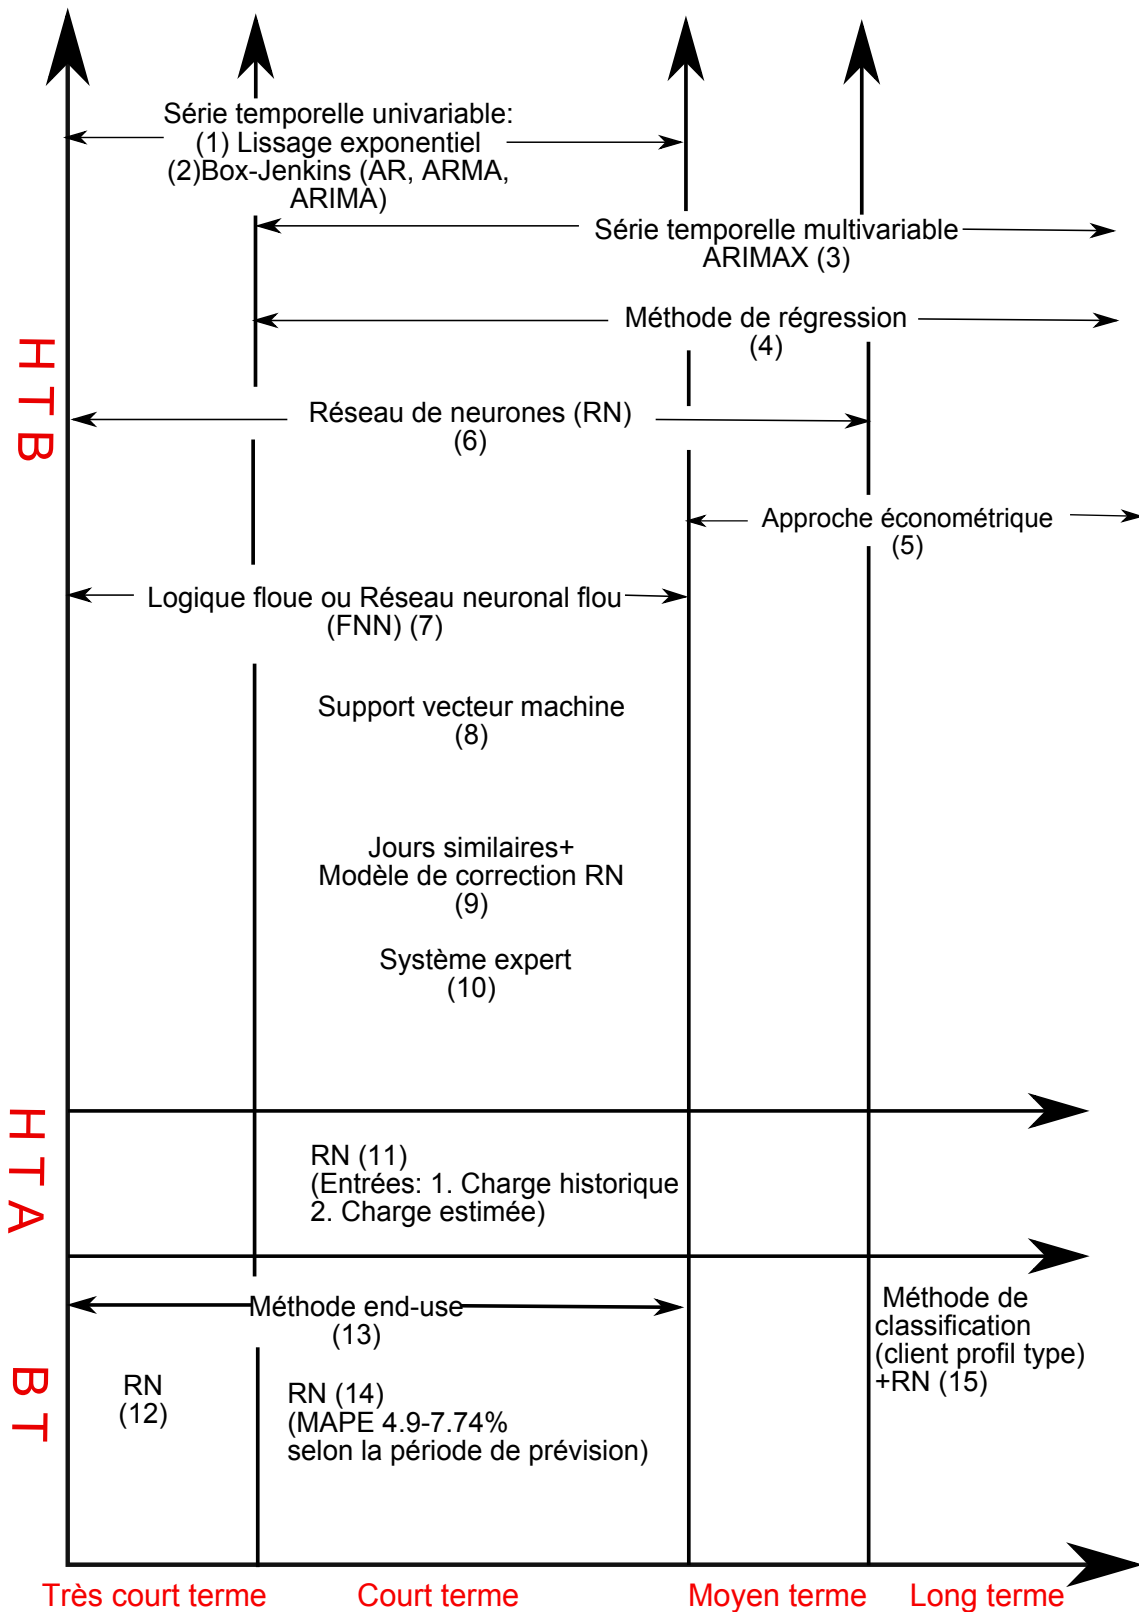 Série temporelle univariable:
(1) Lissage exponentiel
(2)Box-Jenkins (AR, ARMA,
ARIMA)
Série temporelle multivariable
ARIMAX (3)
Méthode de régression
(4)
HTB
Réseau de neurones (RN)
(6)
Approche économétrique
(5)
Logique floue ou Réseau neuronal flou
(FNN) (7)
Support vecteur machine
(8)
Jours similaires+
Modèle de correction RN
(9)
Système expert
(10)
HTA
RN (11)
(Entrées: 1. Charge historique
2. Charge estimée)
Méthode end-use
(13)
Méthode de
classification
(client profil type)
+RN (15)
BT
RN
(12)
RN (14)
(MAPE 4.9-7.74%
selon la période de prévision)
Très court terme
Court terme
Moyen terme
Long terme